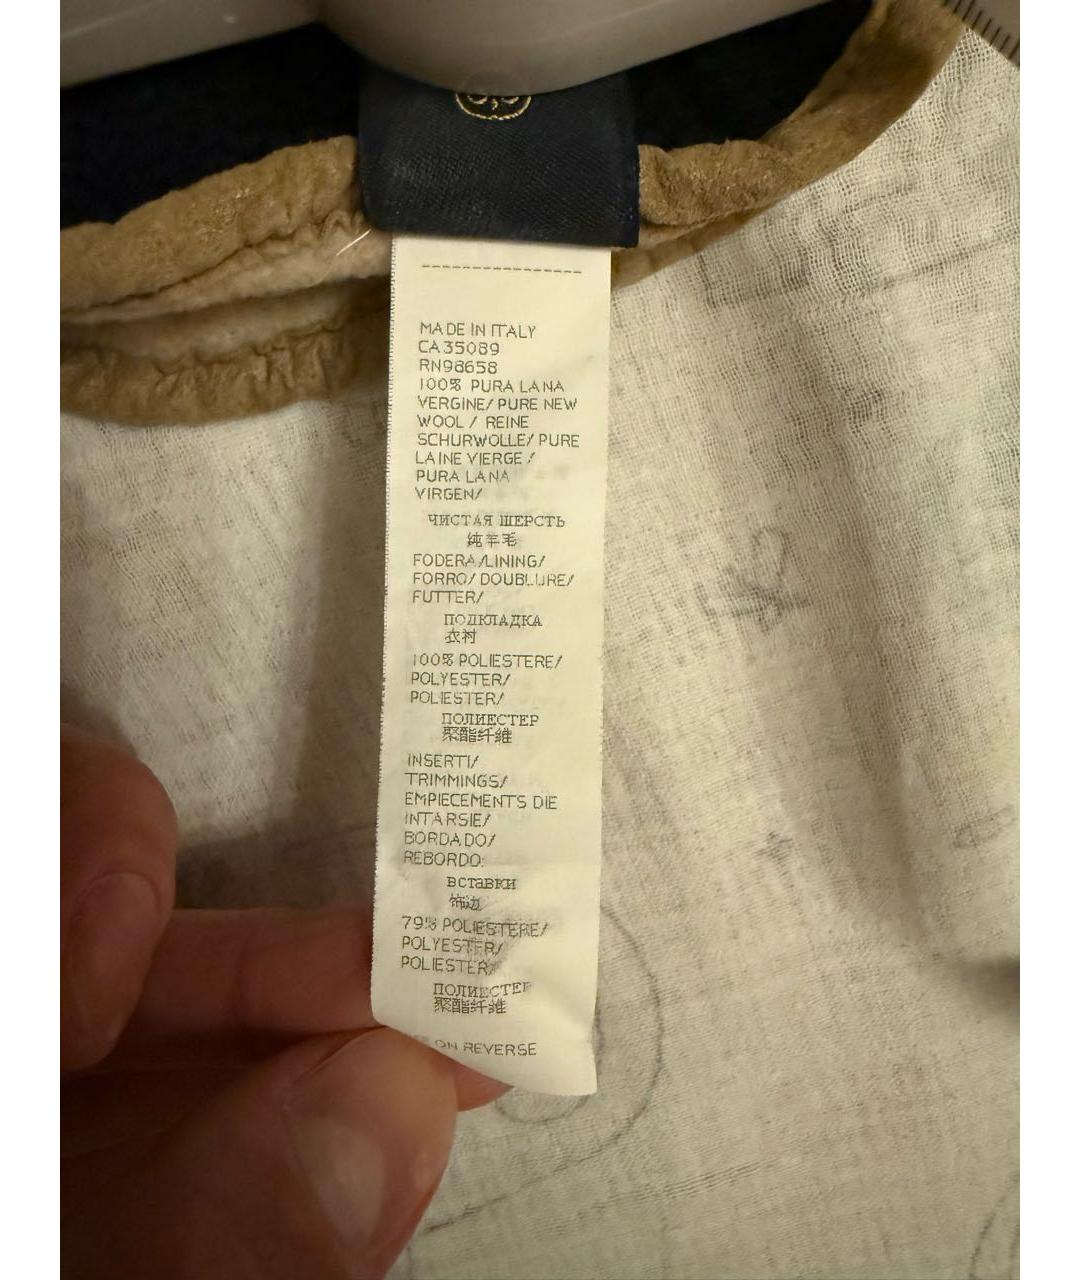 MADE IN ITALY
CA35089
RN98658
100% PURA LANA
VERGINE/ PURE NEW
WOOL / REINE
SCHURWOLLE/ PURE
LAINE VIERGE /
PURA LANA
VIRGEN/
ЧИСТАЯ ШЕРСТЬ
纯羊毛
FODERA/LINING/
FORRO/ DOUBLURE/
FUTTER/
ПОДКЛАДКА
衣衬
100% POLIESTERE/
POLYESTER/
POLIESTER/
ПОЛИЕСТЕР
聚酯纤维
INSERTI/
TRIMMINGS/
EMPIECEMENTS DIE
INTARSIE/
BORDADO/
REBORDO:
Вставки
饰边
79% POLIESTERE/
POLYESTER/
POLIESTER/
ПОЛИЕСТЕР
聚酯纤维
ON REVERSE